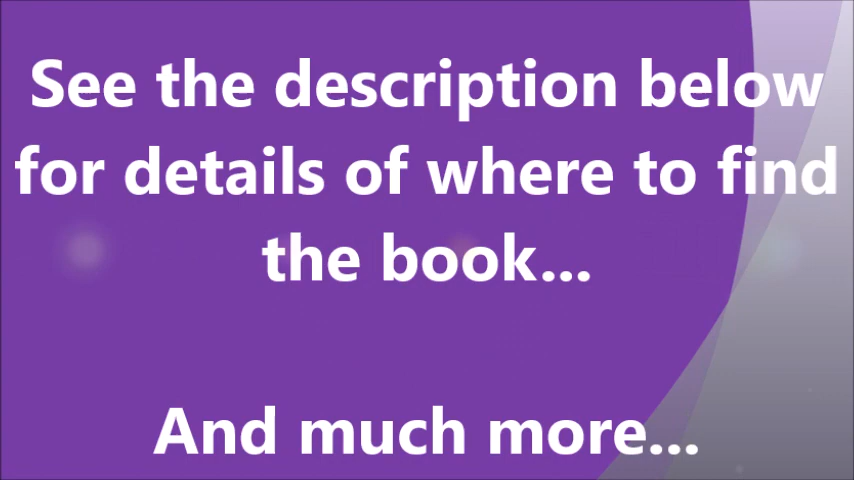 See the description below
for details of where to find
the book...
And much more...